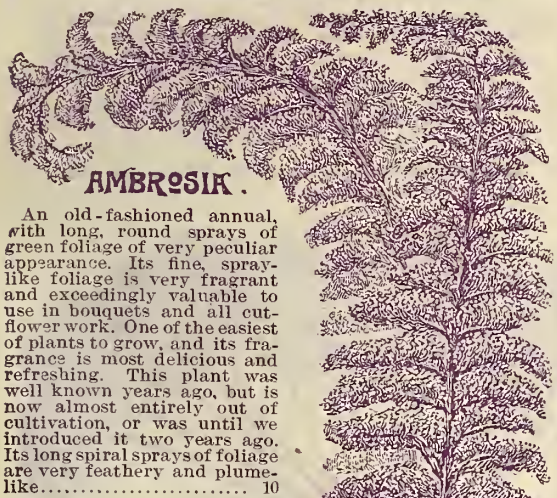 AMBROSIA.
An old-fashioned annual,
with long, round sprays of
green foliage of very peculiar
appearance. Its fine, spray-
like foliage is very fragrant
and exceedingly valuable to
use in bouquets and all cut-
flower work. One of the easiest
of plants to grow, and its fra-
grance is most delicious and
refreshing. This plant was
well known years ago, but is
now almost entirely out of
cultivation, or was until we
introduced it two years ago.
Its long spiral sprays of foliage
are very feathery and plume-
like........................ 10